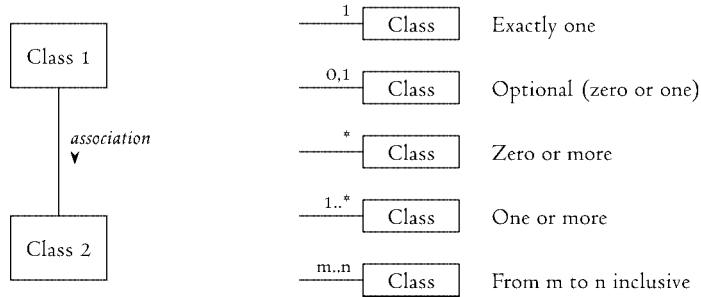 Class 1
association
Class 2
1
Class
Exactly one
0,1
Class
Optional (zero or one)
*
Class
Zero or more
1..*
Class
One or more
m..n
Class
From m to n inclusive